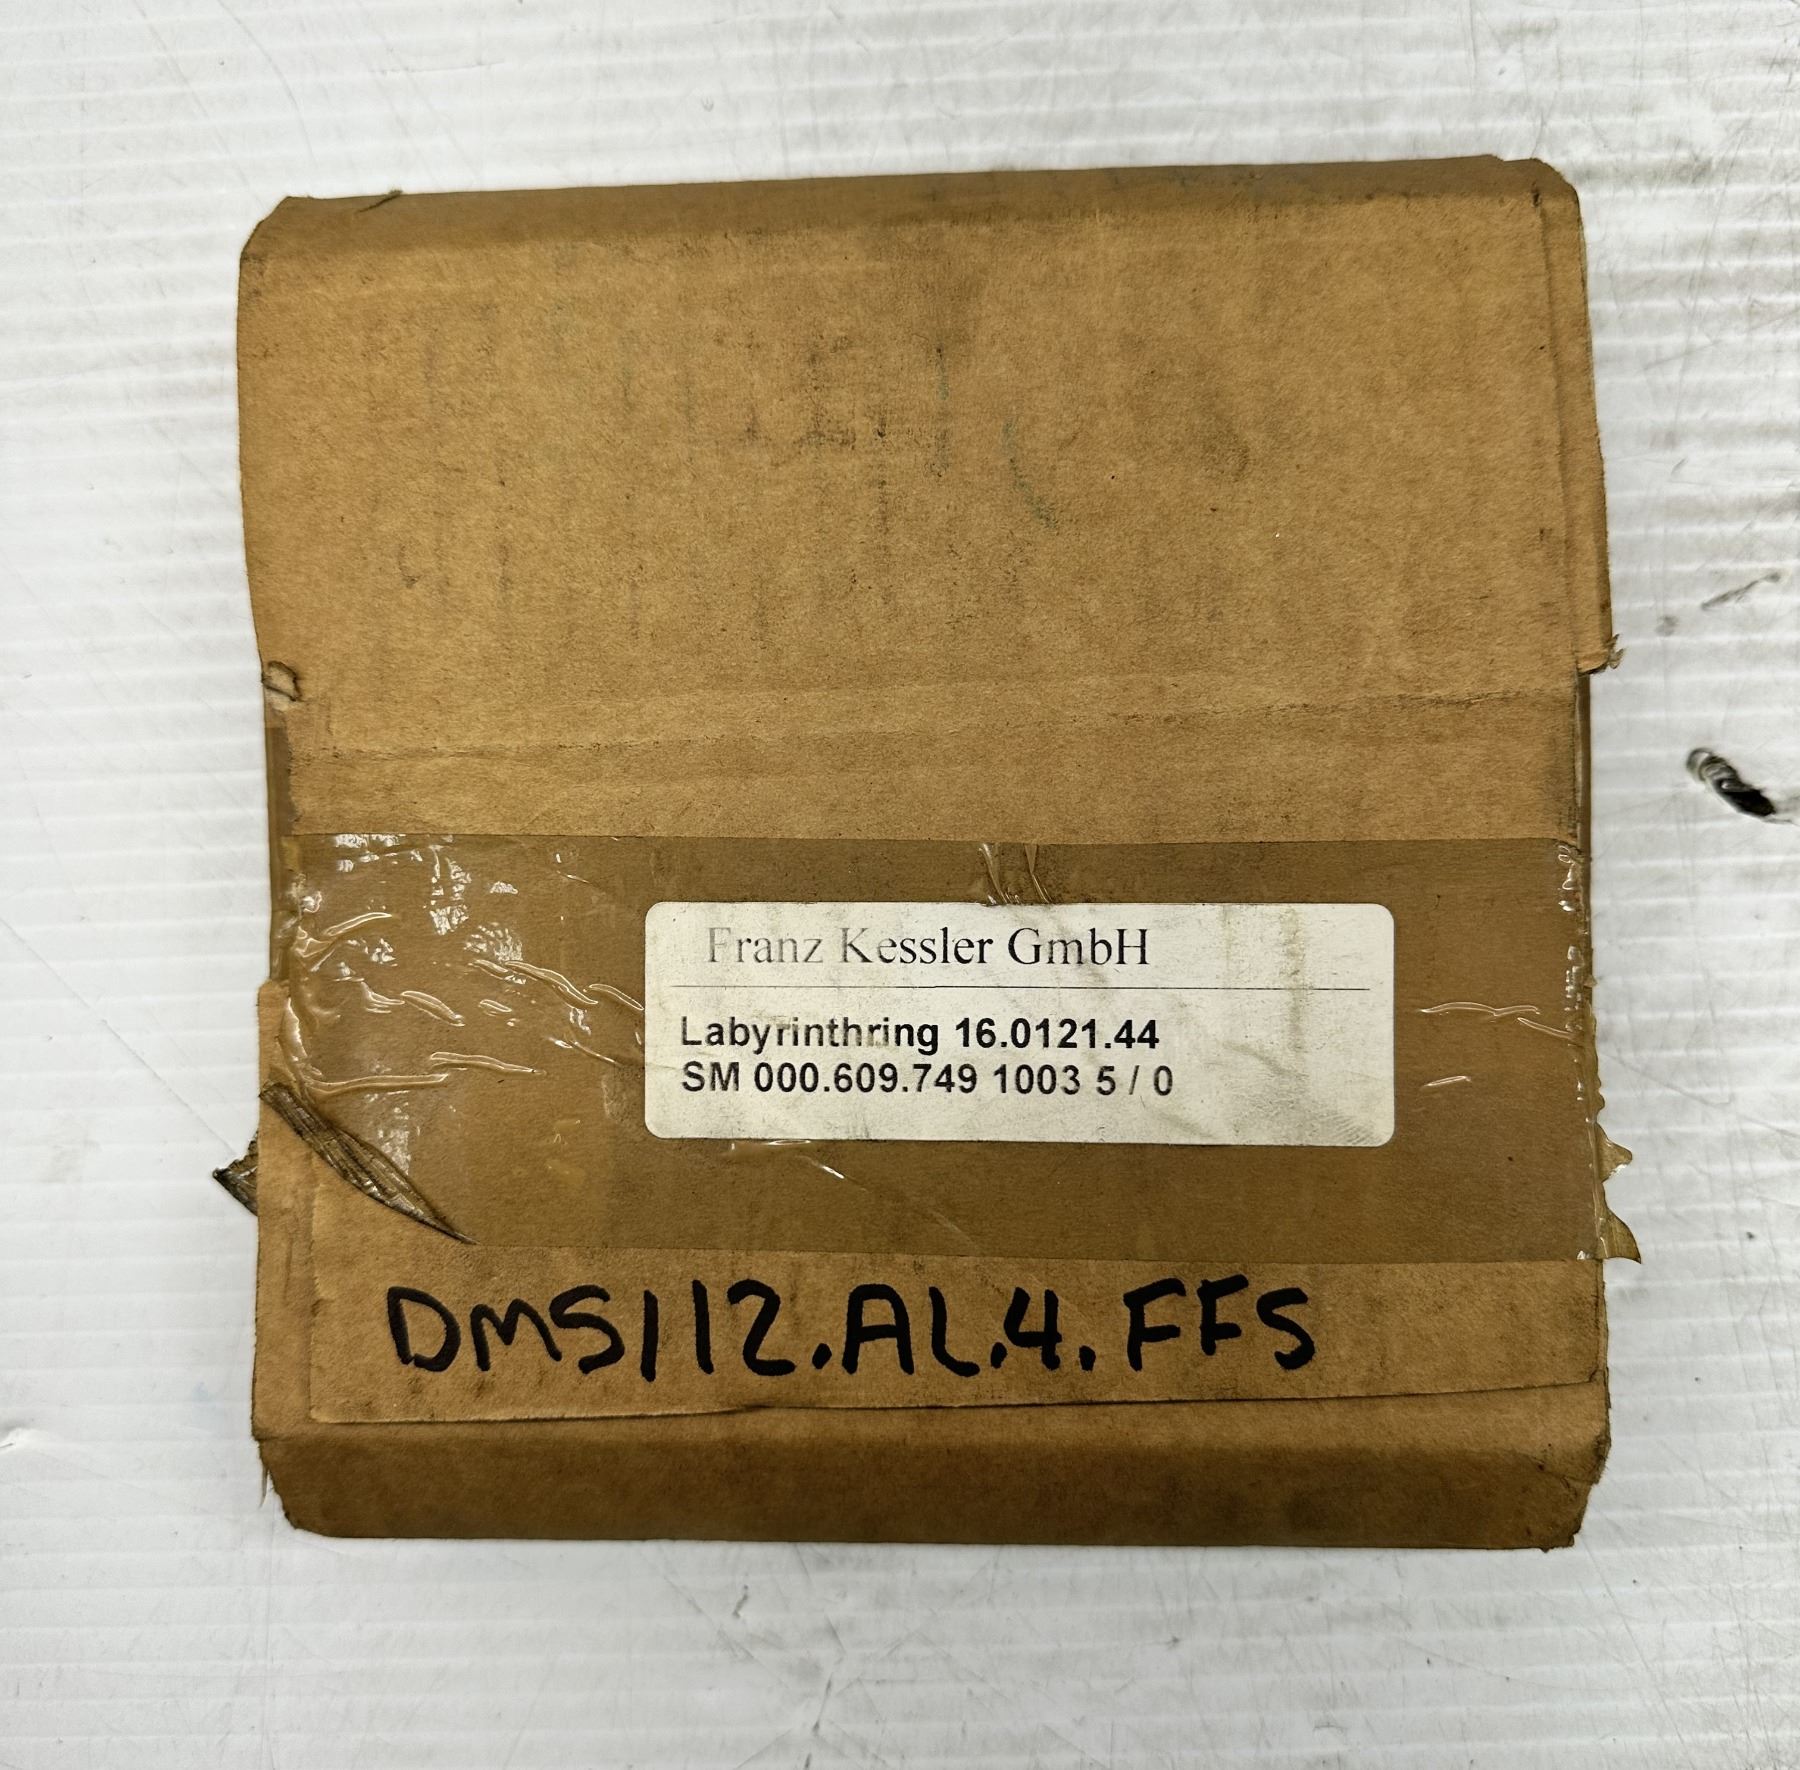 Franz Kessler GmbH
Labyrinthring 16.0121.44
SM 000.609.749 1003 5 / 0
DMS112.AL.4.FFS